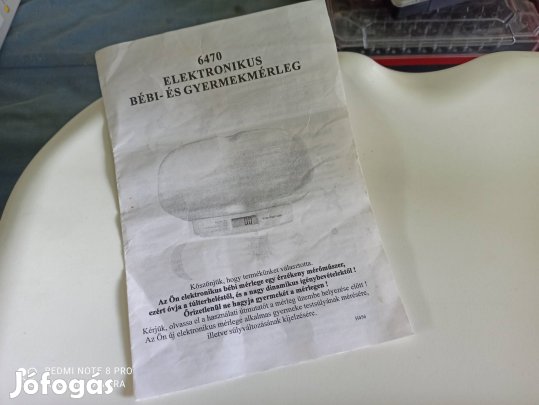 6470
ELEKTRONIKUS
BÉBI- ÉS GYERMEKMÉRLEG
Köszönjük, hogy termékünket választotta.
Az Ön elektronikus bébi mérlege egy érzékeny mérőműszer,
ezért óvja a túlterheléstől, és a nagy dinamikus igénybevételektől !
Őrizetlenül ne hagyja gyermekét a mérlegen !
Kérjük, olvassa el a használati útmutatót a mérleg üzembe helyezése előtt !
Az Ön új elektronikus mérlege alkalmas gyermeke testsúlyának mérésére,
illetve súlyváltozásának kijelzésére.
REDMI NOTE 8 PRO
Jófogás